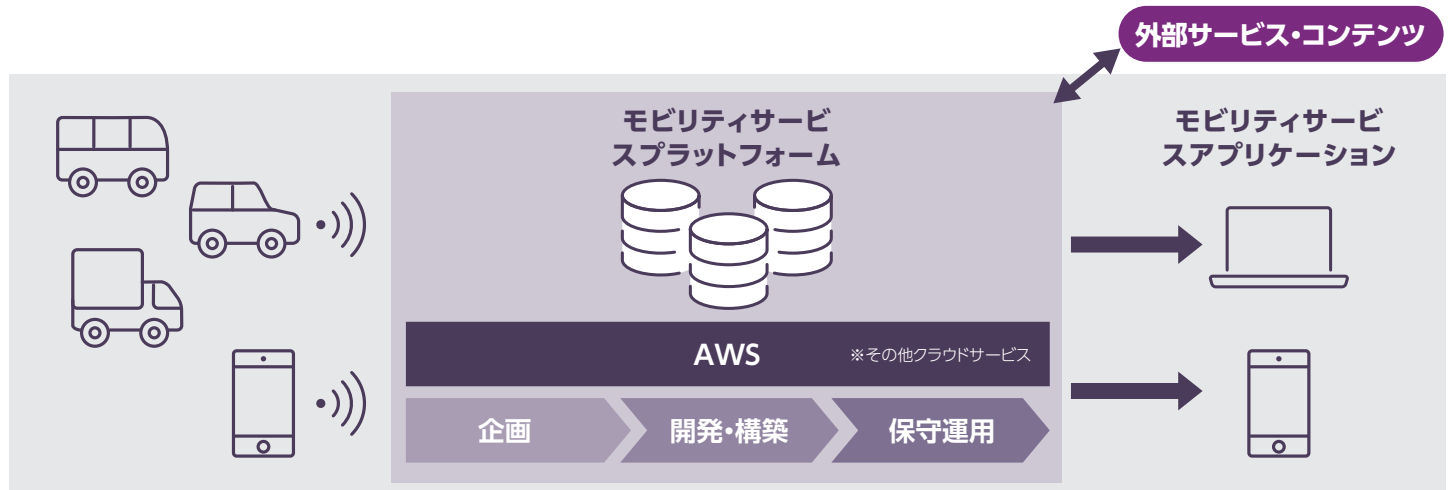 外部サービス・コンテンツ
モビリティサービ
スプラットフォーム
モビリティサービ
スアプリケーション
AWS ※その他クラウドサービス
企画 開発・構築 保守運用